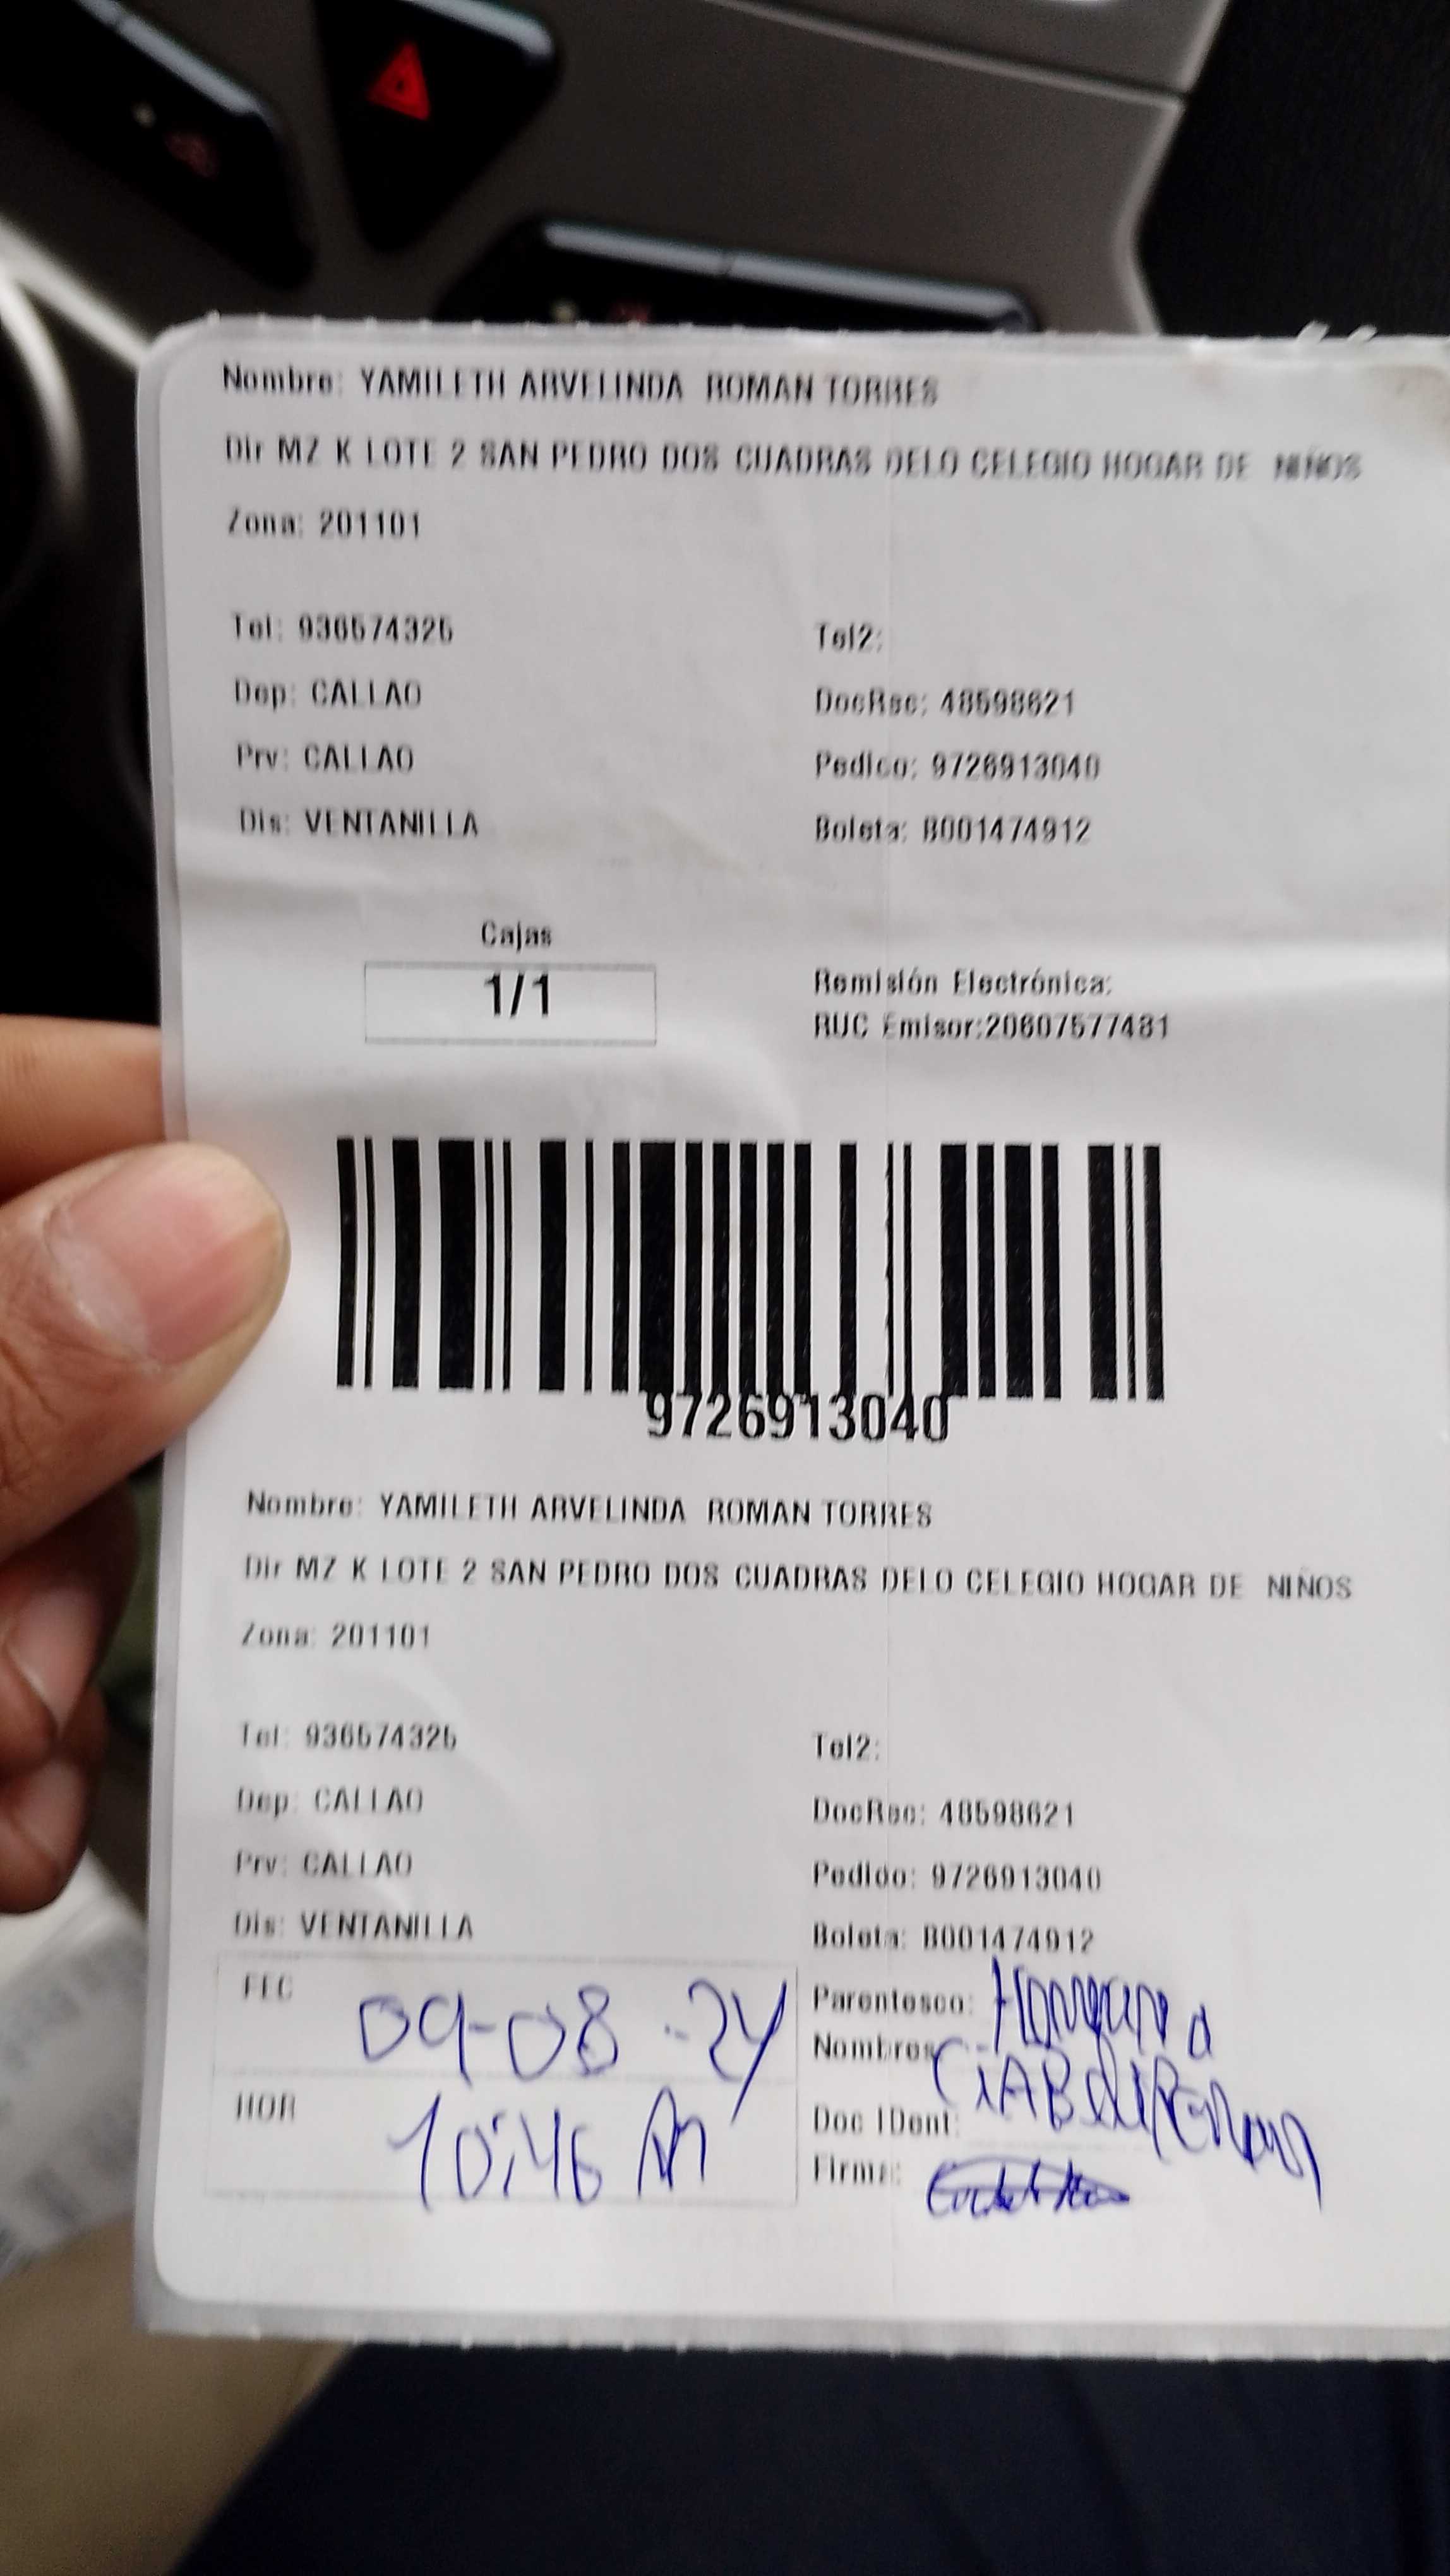 Nombre: YAMILETH ARVELINDA ROMAN TORRES
Dir MZ K LOTE 2 SAN PEDRO DOS CUADRAS DELO CELEGIO HOGAR DE NIÑOS
Zona: 201101
Tel: 936574325 Tel2:
Dep: CALLAO DocRec: 48598621
Prv: CALLAO Pedido: 9726913040
Dis: VENTANILLA Boleta: B001474912
Cajas
1/1
Remisión Electrónica:
RUC Emisor:20607577481
9726913040
Nombre: YAMILETH ARVELINDA ROMAN TORRES
Dir MZ K LOTE 2 SAN PEDRO DOS CUADRAS DELO CELEGIO HOGAR DE NIÑOS
Zona: 201101
Tel: 936574325 Tel2:
Dep: CALLAO DocRec: 48598621
Prv: CALLAO Pedido: 9726913040
Dis: VENTANILLA Boleta: B001474912
FEC 09-08-24 Parentesco:
Nombres
HOR 10:46 Am Doc IDent:
Firma: